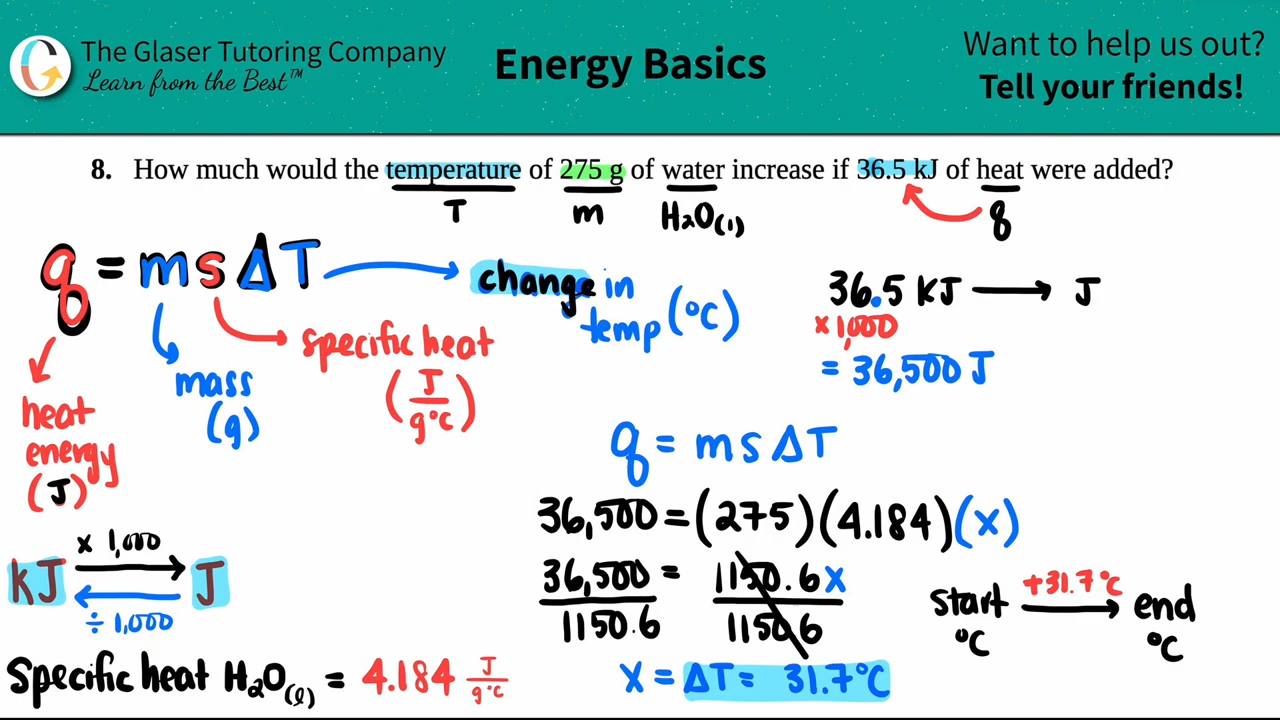 The Glaser Tutoring Company
Learn from the Best™
Energy Basics
Want to help us out?
Tell your friends!
8. How much would the temperature of 275 g of water increase if 36.5 kJ of heat were added?
T
m
H₂O(l)
q
q = m s Δ T
change in temp (°C)
specific heat
(J/g°C)
mass
(g)
heat
energy
(J)
kJ × 1,000 J
÷ 1,000
Specific heat H₂O(l) = 4.184 J/g°C
36.5 kJ → J
× 1,000
= 36,500 J
q = m s Δ T
36,500 = (275)(4.184)(x)
36,500 = 1150.6x
1150.6 1150.6
x = ΔT = 31.7°C
start +31.7°C end
°C °C